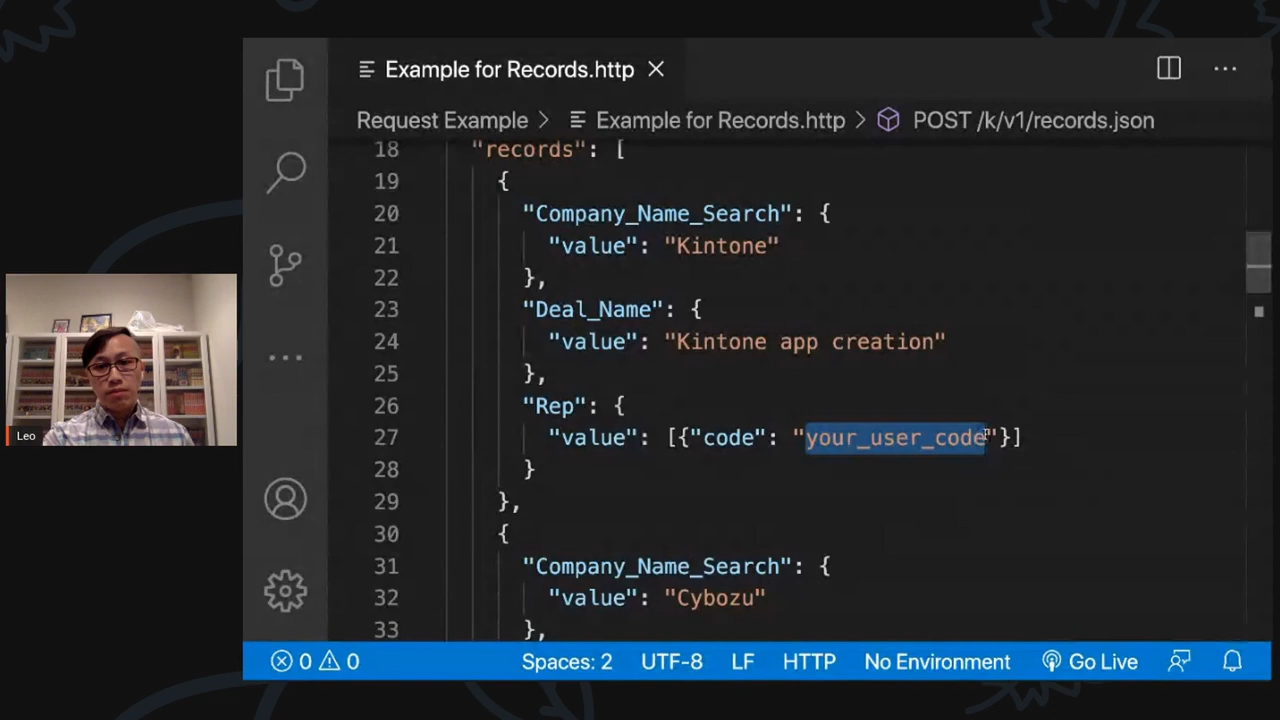 Example for Records.http
Request Example > Example for Records.http > POST /k/v1/records.json
18 "records": [
19 {
20 "Company_Name_Search": {
21 "value": "Kintone"
22 },
23 "Deal_Name": {
24 "value": "Kintone app creation"
25 },
26 "Rep": {
27 "value": [{"code": "your_user_code"}]
28 }
29 },
30 {
31 "Company_Name_Search": {
32 "value": "Cybozu"
33 },
Leo
0 0 Spaces: 2 UTF-8 LF HTTP No Environment Go Live